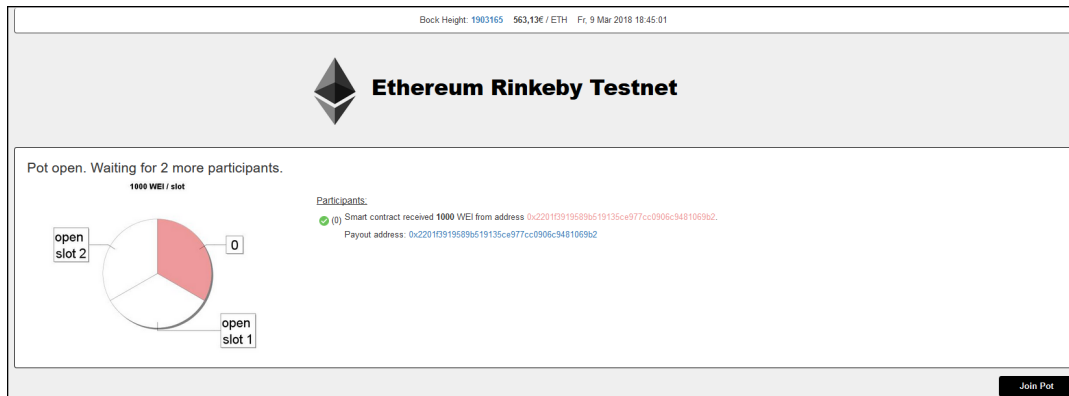 Bock Height: 1903165 563,13€ / ETH Fr, 9 Mär 2018 18:45:01
Ethereum Rinkeby Testnet
Pot open. Waiting for 2 more participants.
1000 WEI / slot
open
slot 2
0
open
slot 1
Participants:
(0) Smart contract received 1000 WEI from address 0x2201f3919589b519135ce977cc0906c9481069b2.
Payout address: 0x2201f3919589b519135ce977cc0906c9481069b2
Join Pot